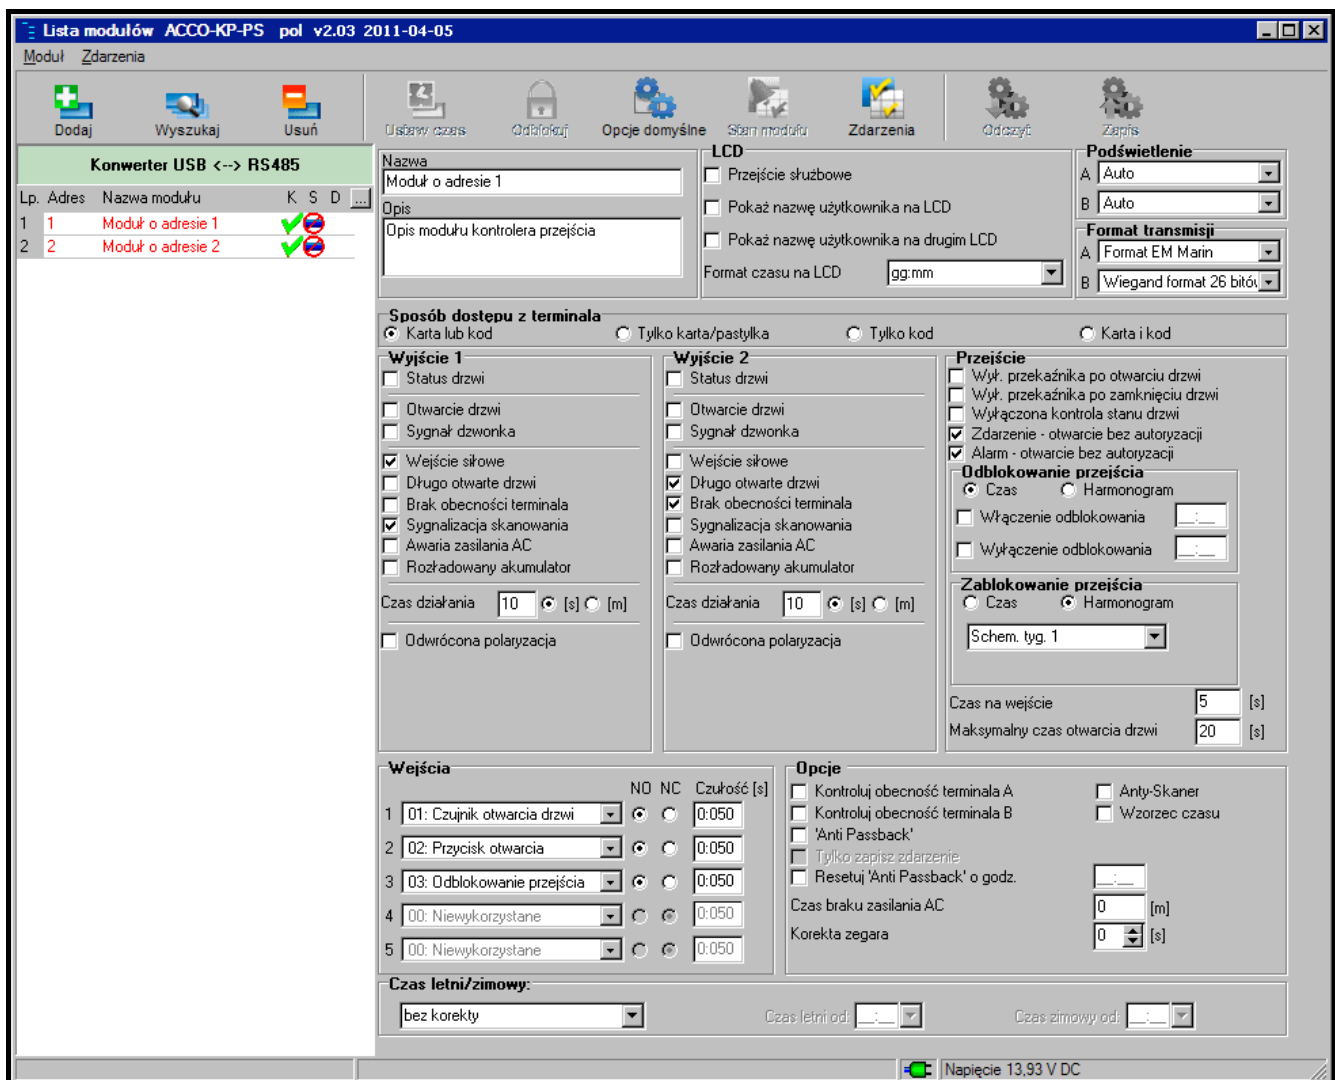 Lista modułów ACCO-KP-PS pol v2.03 2011-04-05
Moduł Zdarzenia
Dodaj Wyszukaj Usuń Ustaw czas Odblokuj Opcje domyślne Stan modułu Zdarzenia Odczyt Zapis
Konwerter USB <--> RS485
Lp. Adres Nazwa modułu K S D ...
1 1 Moduł o adresie 1
2 2 Moduł o adresie 2
Nazwa
Moduł o adresie 1
Opis
Opis modułu kontrolera przejścia
LCD
Przejście służbowe
Pokaż nazwę użytkownika na LCD
Pokaż nazwę użytkownika na drugim LCD
Format czasu na LCD gg:mm
Podświetlenie
A Auto
B Auto
Format transmisji
A Format EM Marin
B Wiegand format 26 bitów
Sposób dostępu z terminala
Karta lub kod Tylko karta/pastylka Tylko kod Karta i kod
Wyjście 1
Status drzwi
Otwarcie drzwi
Sygnał dzwonka
Wejście siłowe
Długo otwarte drzwi
Brak obecności terminala
Sygnalizacja skanowania
Awaria zasilania AC
Rozładowany akumulator
Czas działania 10 [s] [m]
Odwrócona polaryzacja
Wyjście 2
Status drzwi
Otwarcie drzwi
Sygnał dzwonka
Wejście siłowe
Długo otwarte drzwi
Brak obecności terminala
Sygnalizacja skanowania
Awaria zasilania AC
Rozładowany akumulator
Czas działania 10 [s] [m]
Odwrócona polaryzacja
Przejście
Wył. przekaźnika po otwarciu drzwi
Wył. przekaźnika po zamknięciu drzwi
Wyłączona kontrola stanu drzwi
Zdarzenie - otwarcie bez autoryzacji
Alarm - otwarcie bez autoryzacji
Odblokowanie przejścia
Czas Harmonogram
Włączenie odblokowania __:__
Wyłączenie odblokowania __:__
Zablokowanie przejścia
Czas Harmonogram
Schem. tyg. 1
Czas na wejście 5 [s]
Maksymalny czas otwarcia drzwi 20 [s]
Wejścia
NO NC Czułość [s]
1 01: Czujnik otwarcia drzwi 0:050
2 02: Przycisk otwarcia 0:050
3 03: Odblokowanie przejścia 0:050
4 00: Niewykorzystane 0:050
5 00: Niewykorzystane 0:050
Opcje
Kontroluj obecność terminala A Anty-Skaner
Kontroluj obecność terminala B Wzorzec czasu
'Anti Passback'
Tylko zapisz zdarzenie
Resetuj 'Anti Passback' o godz. __:__
Czas braku zasilania AC 0 [m]
Korekta zegara 0 [s]
Czas letni/zimowy:
bez korekty Czas letni od: __:__ Czas zimowy od: __:__
Napięcie 13,93 V DC